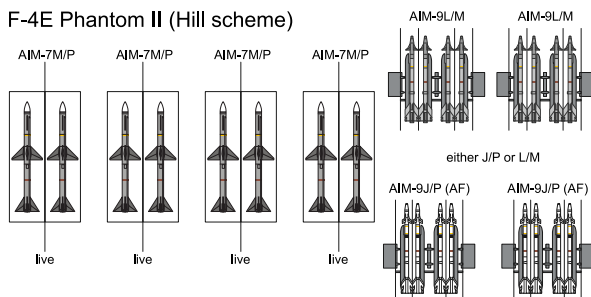 F-4E Phantom II (Hill scheme)
AIM-9L/M AIM-9L/M
AIM-7M/P AIM-7M/P AIM-7M/P AIM-7M/P
either J/P or L/M
AIM-9J/P (AF) AIM-9J/P (AF)
live live live live